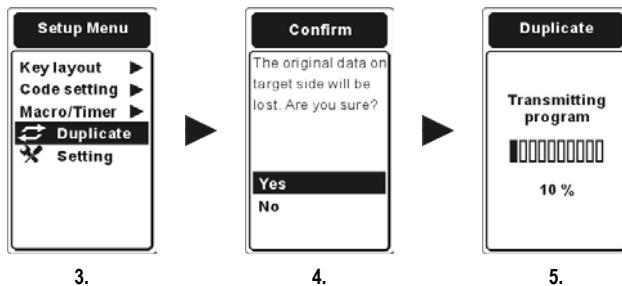 Setup Menu
Key layout
Code setting
Macro/Timer
Duplicate
Setting
3.
Confirm
The original data on
target side will be
lost. Are you sure?
Yes
No
4.
Duplicate
Transmitting
program
10 %
5.